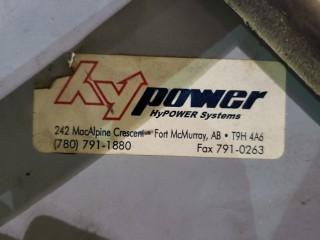 hypower
HyPOWER Systems
242 MacAlpine Crescent Fort McMurray, AB • T9H 4A6
(780) 791-1880 Fax 791-0263